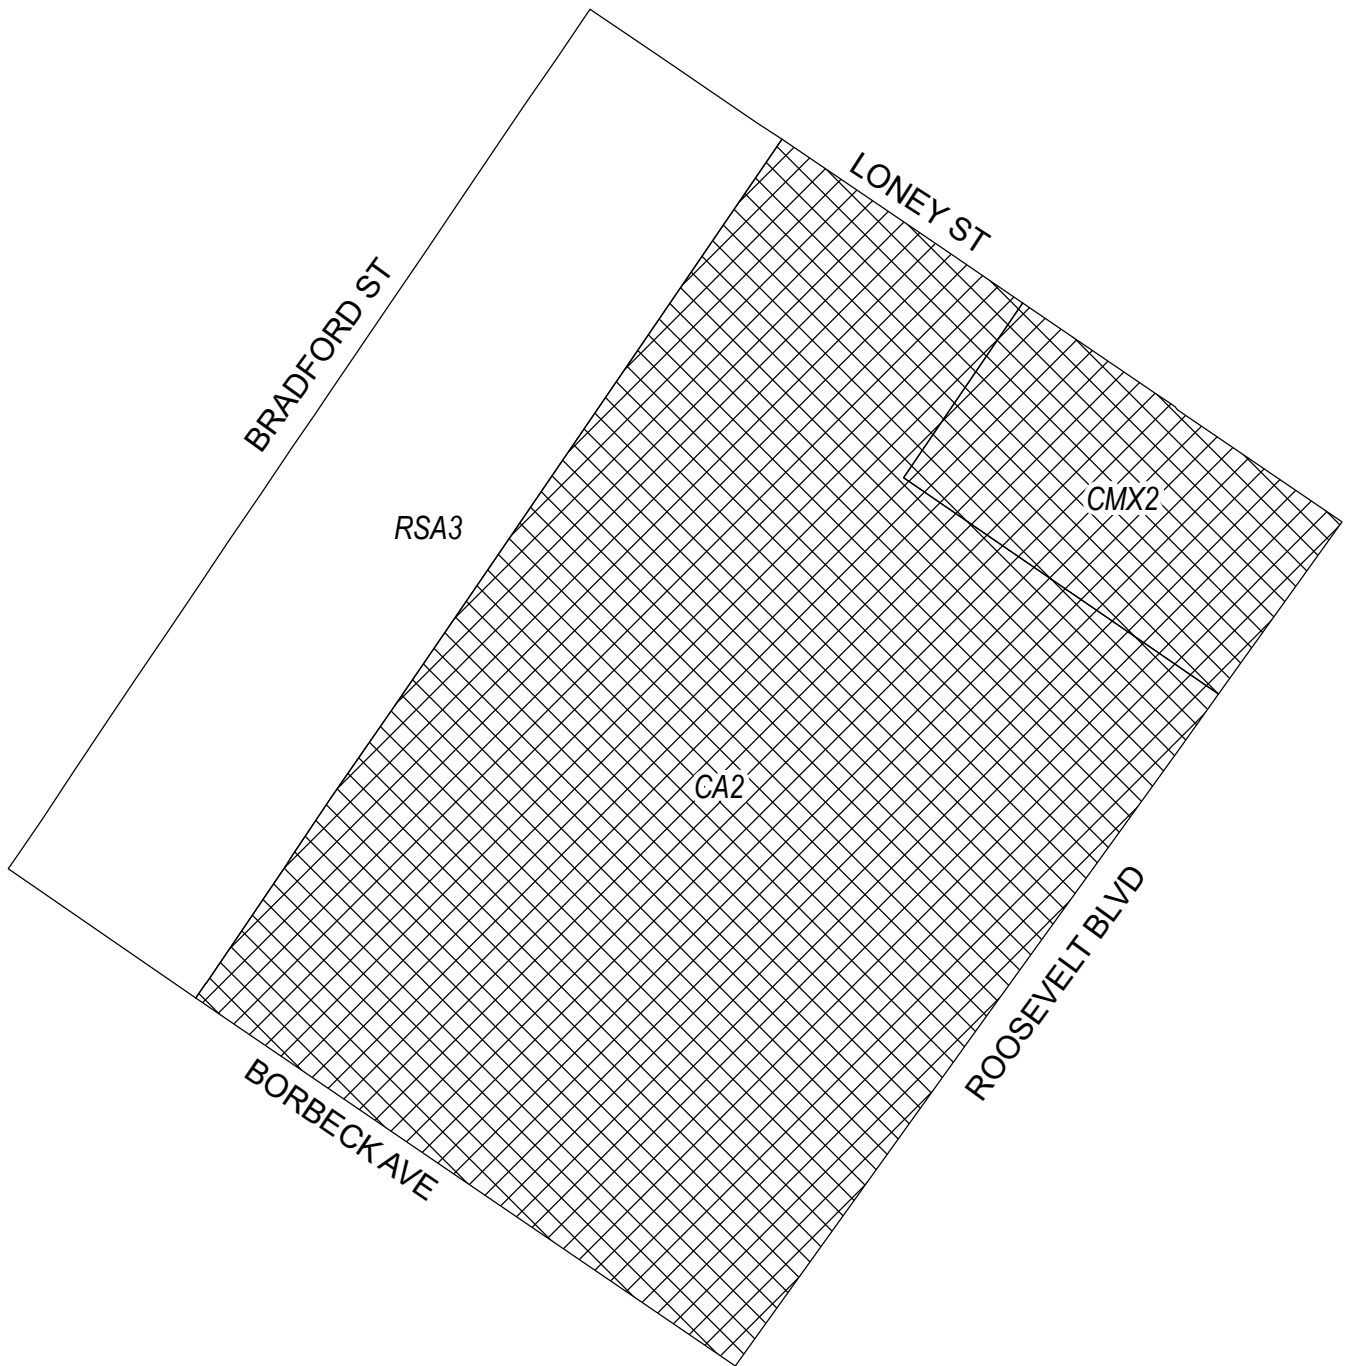 LONEY ST
BRADFORD ST
CMX2
RSA3
CA2
ROOSEVELT BLVD
BORBECK AVE